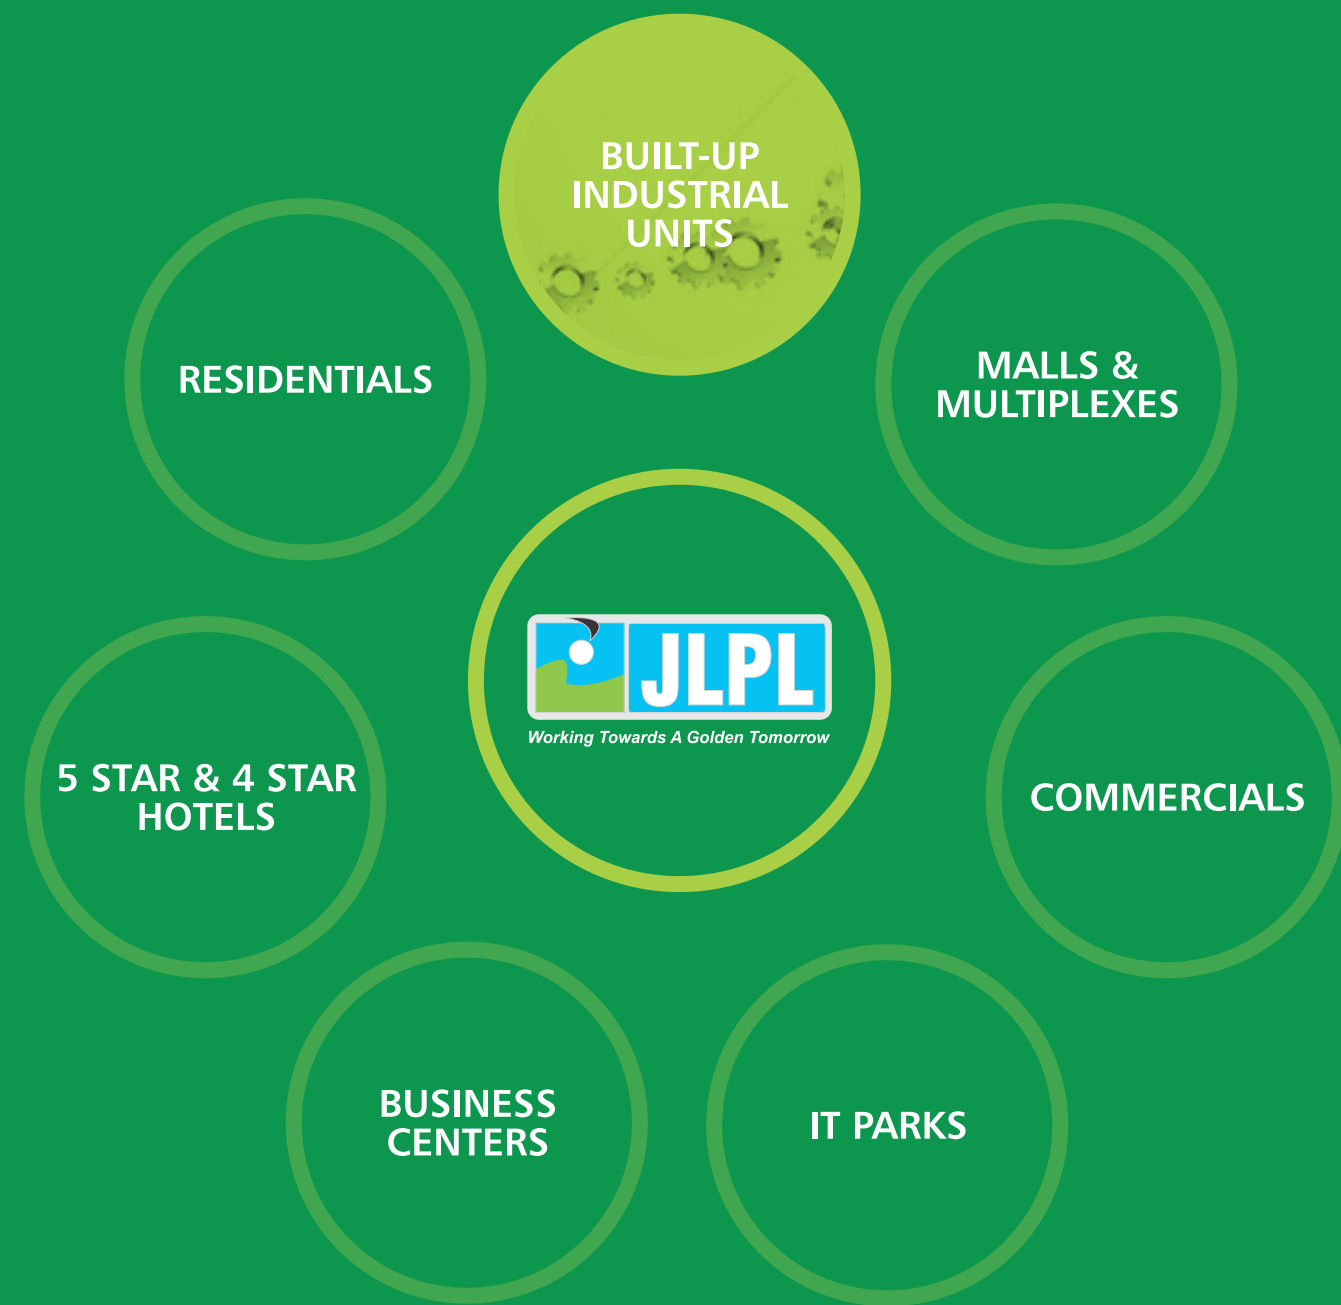 BUILT-UP
INDUSTRIAL
UNITS
RESIDENTIALS
MALLS &
MULTIPLEXES
JLPL
Working Towards A Golden Tomorrow
5 STAR & 4 STAR
HOTELS
COMMERCIALS
BUSINESS
CENTERS
IT PARKS